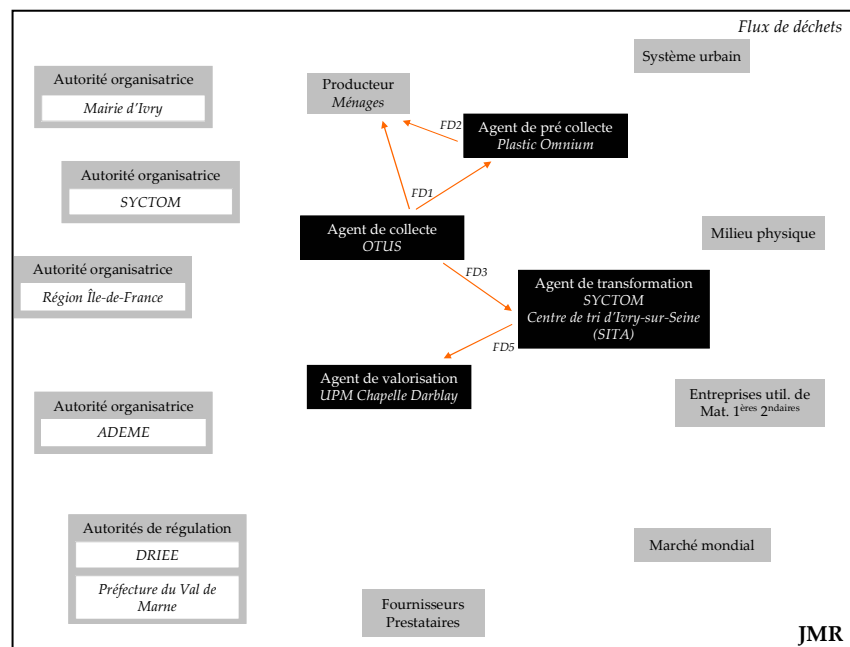 Flux de déchets
Système urbain
Autorité organisatrice
Mairie d'Ivry
Producteur
Ménages
FD2
Agent de pré collecte
Plastic Omnium
Autorité organisatrice
SYCTOM
FD1
Agent de collecte
OTUS
Milieu physique
Autorité organisatrice
Région Île-de-France
FD3
Agent de transformation
SYCTOM
Centre de tri d'Ivry-sur-Seine
(SITA)
FD5
Agent de valorisation
UPM Chapelle Darblay
Entreprises util. de
Mat. 1ères 2ndaires
Autorité organisatrice
ADEME
Autorités de régulation
DRIEE
Préfecture du Val de
Marne
Marché mondial
Fournisseurs
Prestataires
JMR